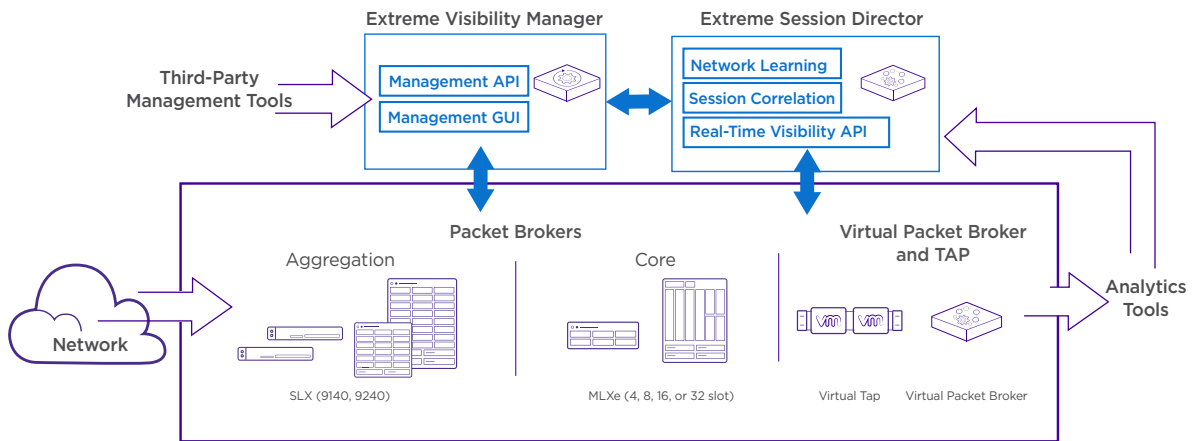 Extreme Visibility Manager
Extreme Session Director
Third-Party
Management Tools
Management API
Management GUI
Network Learning
Session Correlation
Real-Time Visibility API
Packet Brokers
Virtual Packet Broker
and TAP
Aggregation
Core
Network
vm
vm
Analytics
Tools
SLX (9140, 9240)
MLXe (4, 8, 16, or 32 slot)
Virtual Tap
Virtual Packet Broker